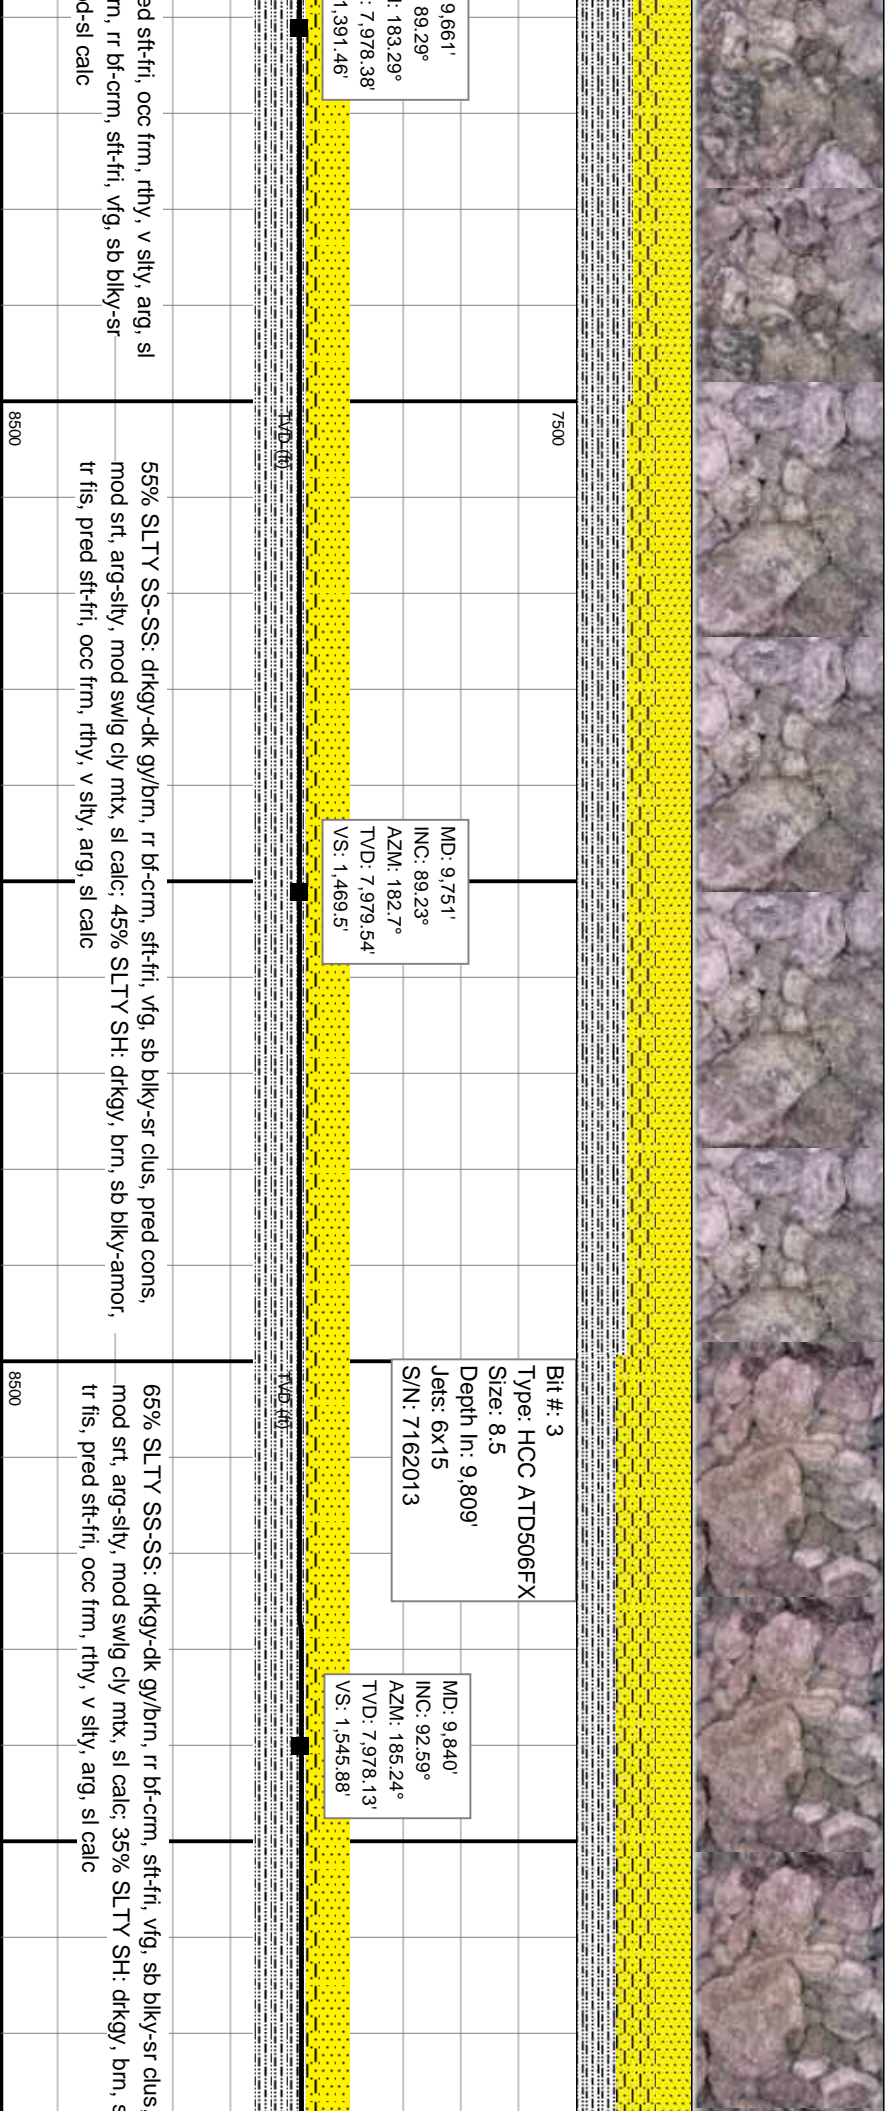 9,661'
89.29°
: 183.29°
: 7,978.38'
1,391.46'
ed sft-fri, occ frm, rthy, v slty, arg, sl
rn, rr bf-crm, sft-fri, vfg, sb blky-sr
d-sl calc
7500
TVD (ft)
8500
55% SLTY SS-SS: drkgy-dk gy/brn, rr bf-crm, sft-fri, vfg, sb blky-sr clus, pred cons,
mod srt, arg-slty, mod swlg cly mtx, sl calc; 45% SLTY SH: drkgy, brn, sb blky-amor,
tr fis, pred sft-fri, occ frm, rthy, v slty, arg, sl calc
MD: 9,751'
INC: 89.23°
AZM: 182.7°
TVD: 7,979.54'
VS: 1,469.5'
Bit #: 3
Type: HCC ATD506FX
Size: 8.5
Depth In: 9,809'
Jets: 6x15
S/N: 7162013
TVD (ft)
8500
MD: 9,840'
INC: 92.59°
AZM: 185.24°
TVD: 7,978.13'
VS: 1,545.88'
65% SLTY SS-SS: drkgy-dk gy/brn, rr bf-crm, sft-fri, vfg, sb blky-sr clus,
mod srt, arg-slty, mod swlg cly mtx, sl calc; 35% SLTY SH: drkgy, brn, s
tr fis, pred sft-fri, occ frm, rthy, v slty, arg, sl calc